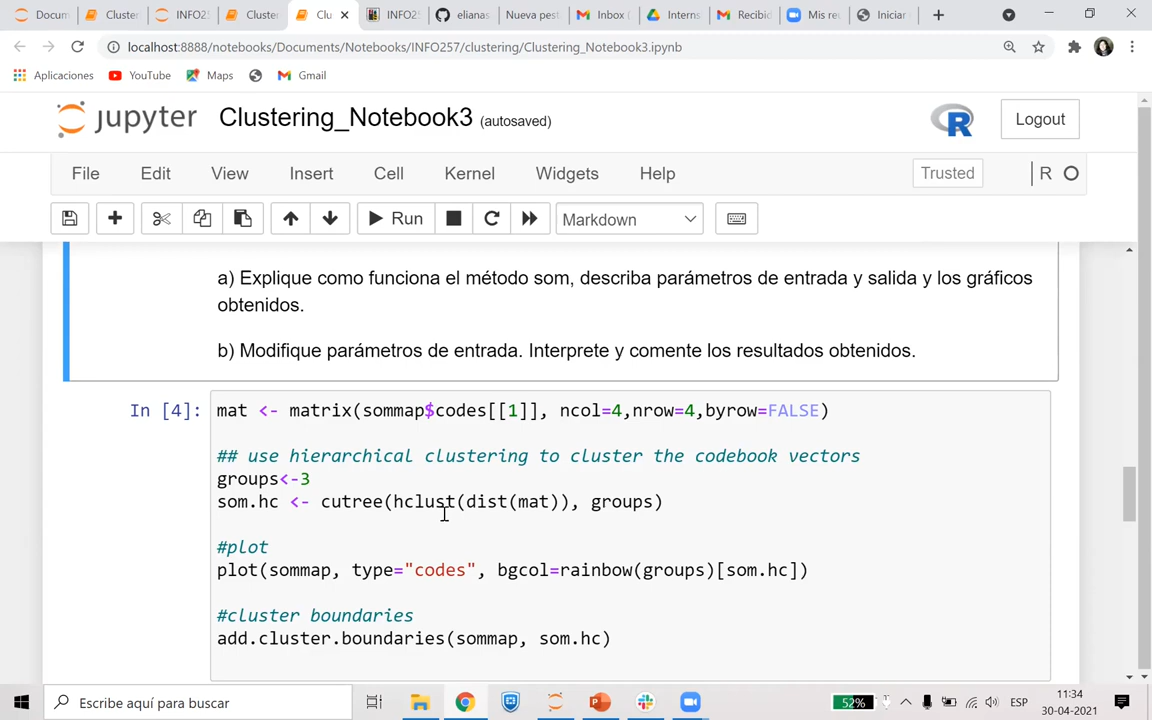 Docum
Cluster
INFO25
Cluster
Clu
INFO25
elianas
Nueva pest
Inbox (
Interns
Recibid
Mis reu
Iniciar
localhost:8888/notebooks/Documents/Notebooks/INFO257/clustering/Clustering_Notebook3.ipynb
Aplicaciones YouTube Maps Gmail
jupyter Clustering_Notebook3 (autosaved) R Logout
File Edit View Insert Cell Kernel Widgets Help Trusted R
Run Markdown
a) Explique como funciona el método som, describa parámetros de entrada y salida y los gráficos
obtenidos.
b) Modifique parámetros de entrada. Interprete y comente los resultados obtenidos.
In [4]: mat <- matrix(sommap$codes[[1]], ncol=4,nrow=4,byrow=FALSE)
## use hierarchical clustering to cluster the codebook vectors
groups<-3
som.hc <- cutree(hclust(dist(mat)), groups)
#plot
plot(sommap, type="codes", bgcol=rainbow(groups)[som.hc])
#cluster boundaries
add.cluster.boundaries(sommap, som.hc)
Escribe aquí para buscar
52%
ESP
11:34
30-04-2021